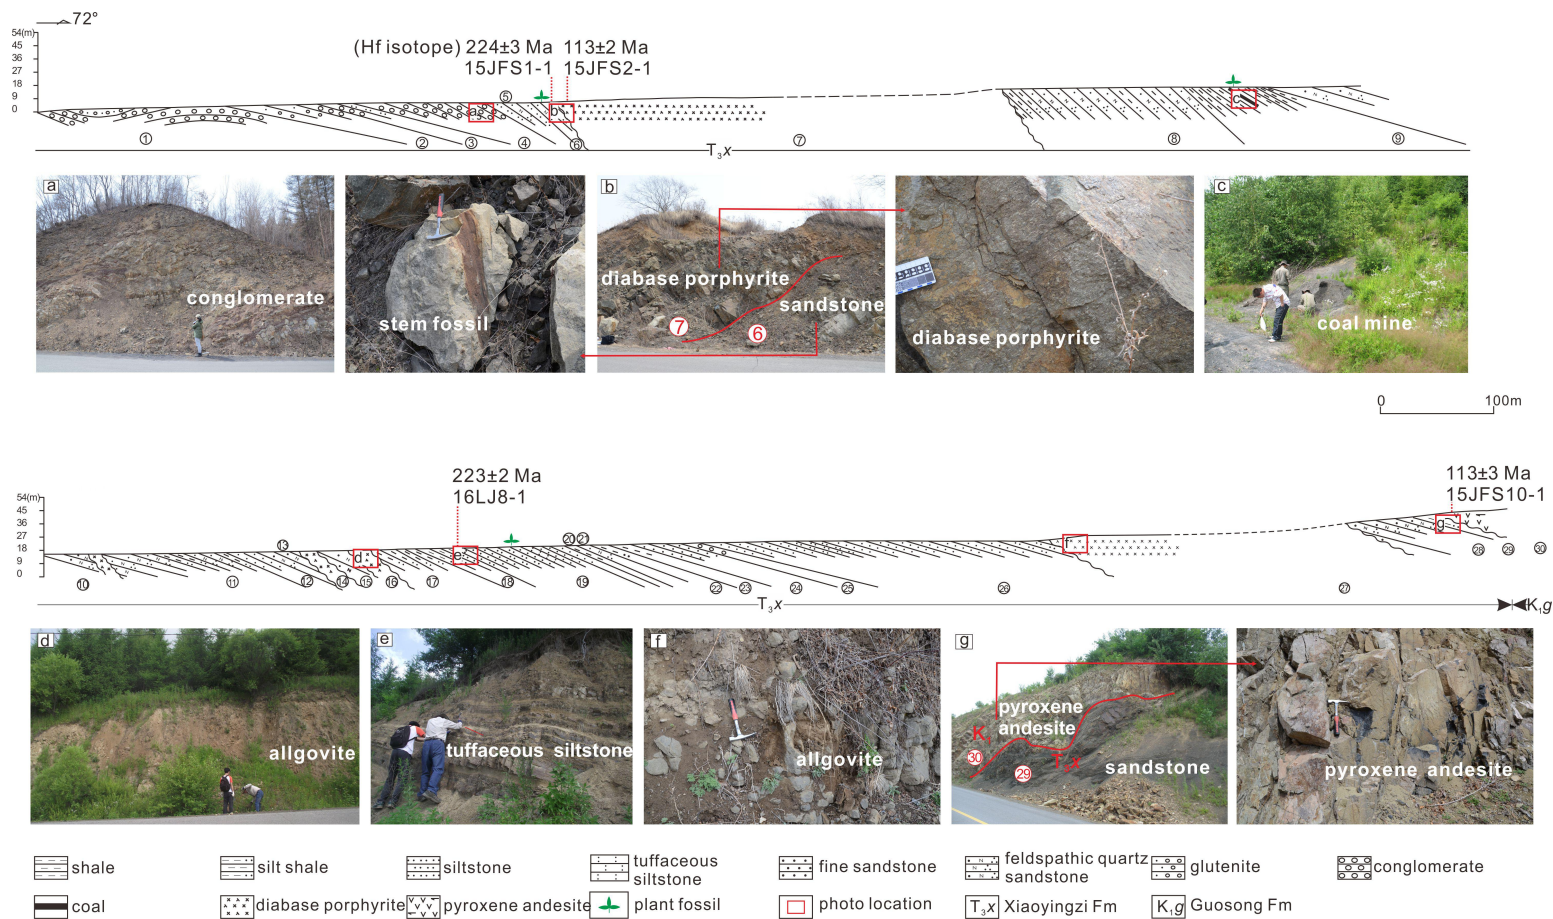 72°
54(m)
45
36
27
18
9
0
(Hf isotope) 224±3 Ma 113±2 Ma
15JFS1-1 15JFS2-1
⑤
a b c
① ② ③ ④ ⑥ ⑦ ⑧ ⑨
T₃x
a
conglomerate
stem fossil
b
diabase porphyrite
sandstone
⑦ ⑥
diabase porphyrite
c
coal mine
0 100m
223±2 Ma
16LJ8-1
113±3 Ma
15JFS10-1
54(m)
45
36
27
18
9
0
⑬ ⑳ ㉑
d e f g
⑩ ⑪ ⑫ ⑭ ⑮ ⑯ ⑰ ⑱ ⑲ ㉒ ㉓ ㉔ ㉕ ㉖ ㉗ ㉘ ㉙ ㉚
T₃x K₁g
d
allgovite
e
tuffaceous siltstone
f
allgovite
g
pyroxene
andesite
K₁
T₃x
㉚ ㉙
sandstone
pyroxene andesite
shale
silt shale
siltstone
tuffaceous
siltstone
fine sandstone
feldspathic quartz
sandstone
glutenite
conglomerate
coal
diabase porphyrite
pyroxene andesite
plant fossil
photo location
T₃x Xiaoyingzi Fm
K₁g Guosong Fm